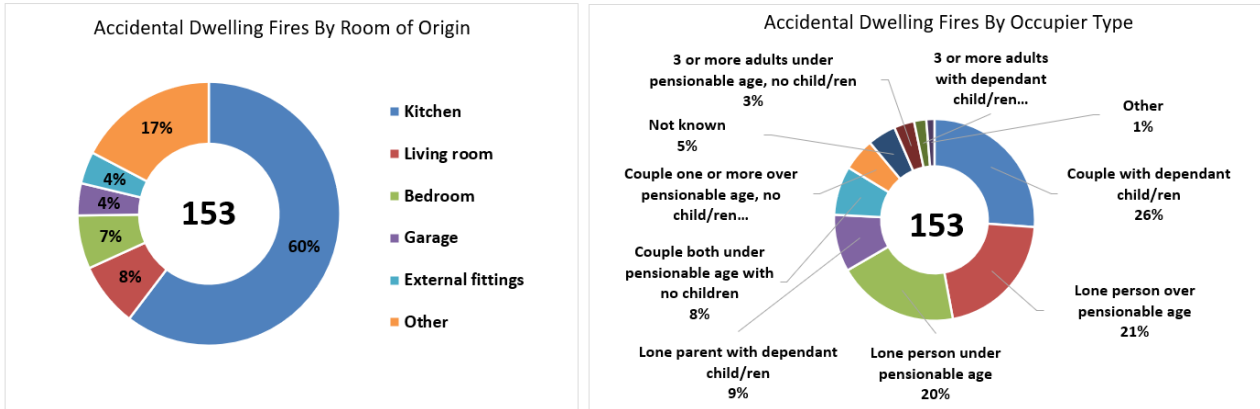 Accidental Dwelling Fires By Room of Origin
17%
4%
4%
7%
8%
60%
153
Kitchen
Living room
Bedroom
Garage
External fittings
Other
Accidental Dwelling Fires By Occupier Type
3 or more adults under
pensionable age, no child/ren
3%
3 or more adults
with dependant
child/ren...
Other
1%
Not known
5%
Couple one or more over
pensionable age, no
child/ren...
Couple both under
pensionable age with
no children
8%
Lone parent with dependant
child/ren
9%
Lone person under
pensionable age
20%
Lone person over
pensionable age
21%
Couple with dependant
child/ren
26%
153